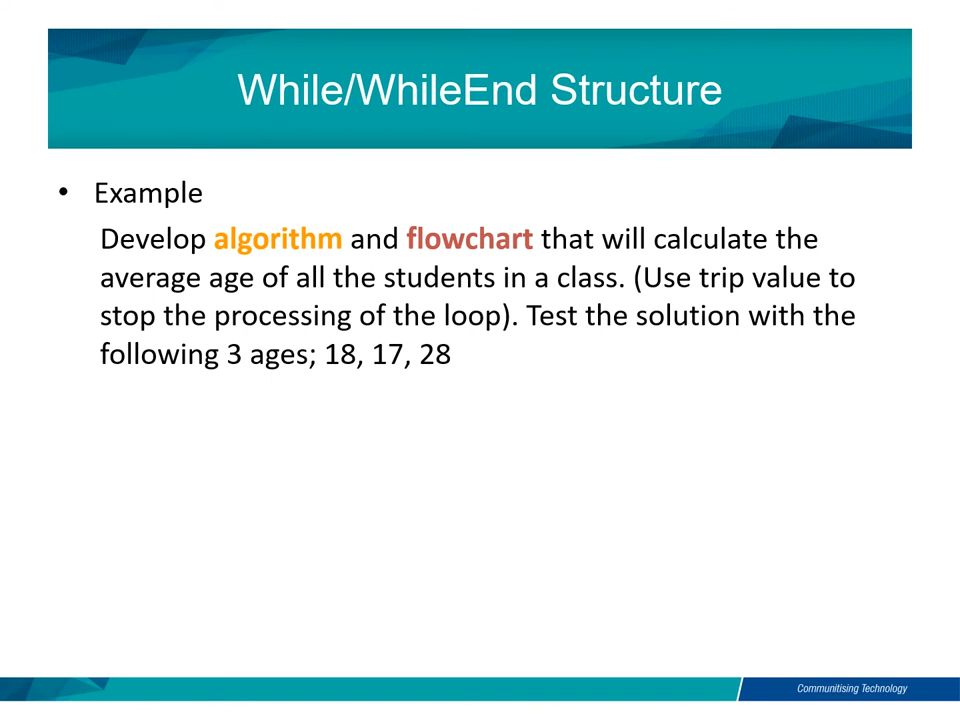 While/WhileEnd Structure
• Example
Develop algorithm and flowchart that will calculate the
average age of all the students in a class. (Use trip value to
stop the processing of the loop). Test the solution with the
following 3 ages; 18, 17, 28
Communitising Technology